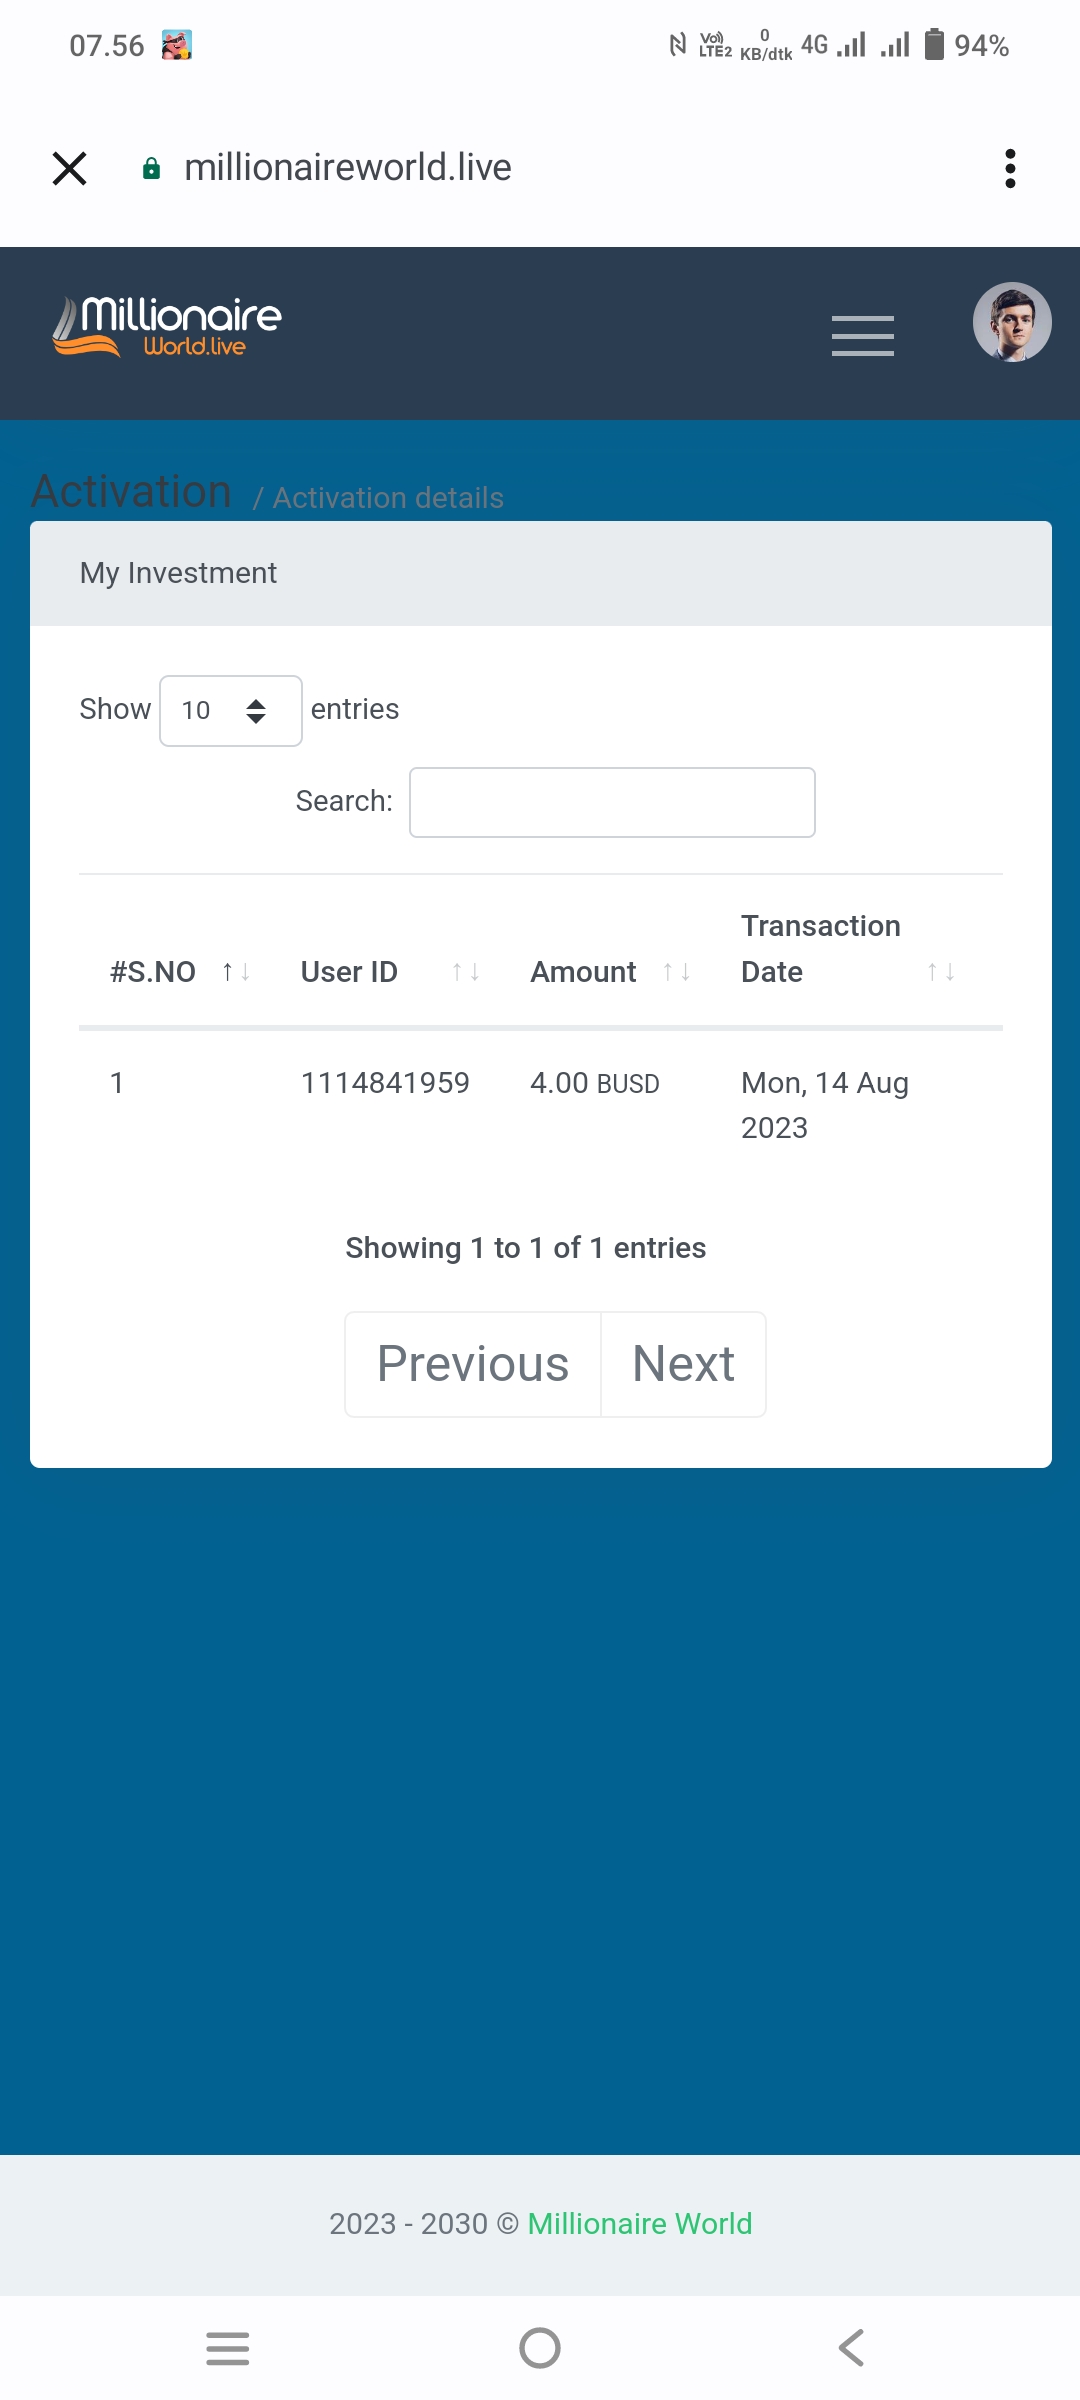 07.56
Vo)) LTE2 0 KB/dtk 4G 94%
millionaireworld.live
Millionaire
World.live
Activation / Activation details
My Investment
Show 10 entries
Search:
#S.NO ↑↓ User ID ↑↓ Amount ↑↓ Transaction Date ↑↓
1 1114841959 4.00 BUSD Mon, 14 Aug 2023
Showing 1 to 1 of 1 entries
Previous Next
2023 - 2030 © Millionaire World